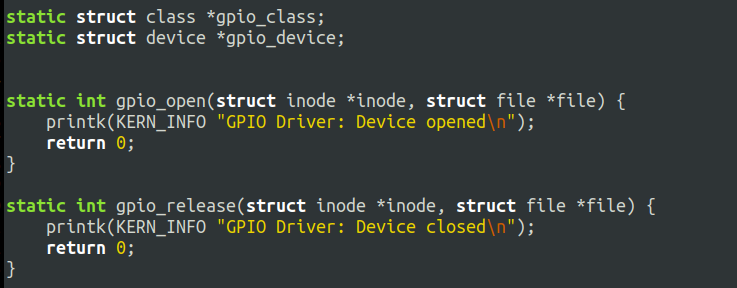 static struct class *gpio_class;
static struct device *gpio_device;
static int gpio_open(struct inode *inode, struct file *file) {
    printk(KERN_INFO "GPIO Driver: Device opened\n");
    return 0;
}
static int gpio_release(struct inode *inode, struct file *file) {
    printk(KERN_INFO "GPIO Driver: Device closed\n");
    return 0;
}